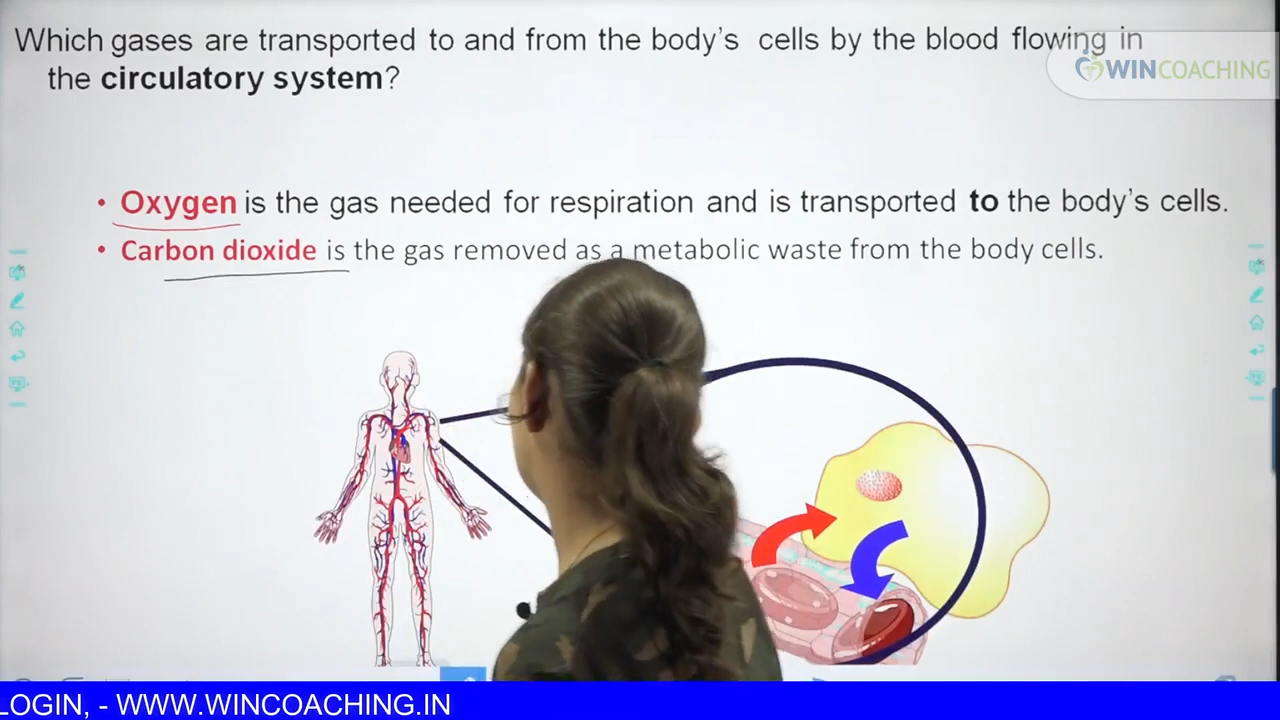 Which gases are transported to and from the body's cells by the blood flowing in
the circulatory system?
WINCOACHING
• Oxygen is the gas needed for respiration and is transported to the body's cells.
• Carbon dioxide is the gas removed as a metabolic waste from the body cells.
LOGIN, - WWW.WINCOACHING.IN